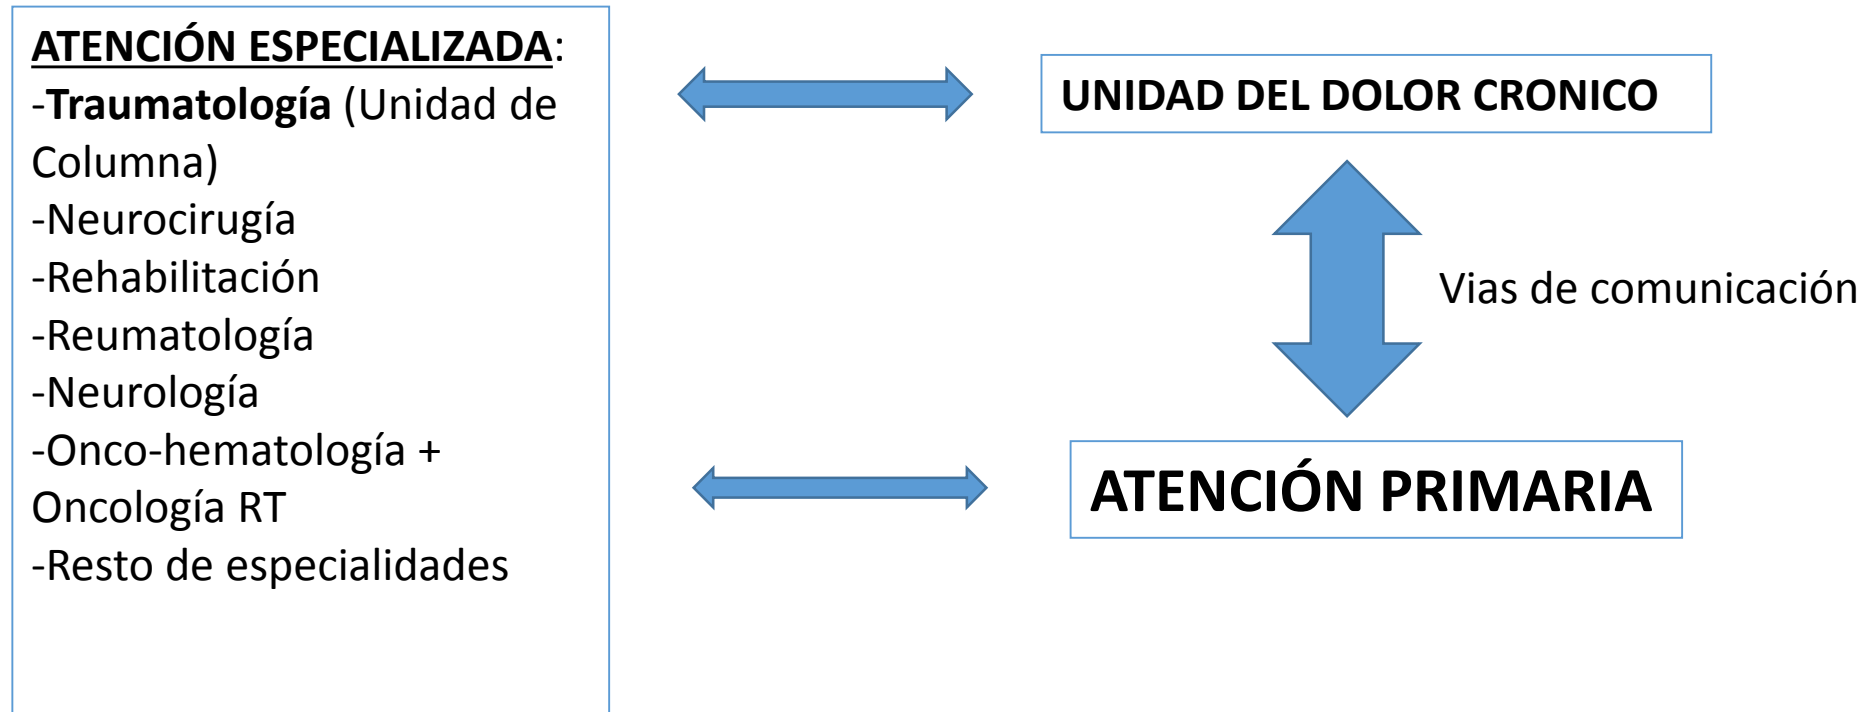 ATENCIÓN ESPECIALIZADA:
-Traumatología (Unidad de
Columna)
-Neurocirugía
-Rehabilitación
-Reumatología
-Neurología
-Onco-hematología +
Oncología RT
-Resto de especialidades
UNIDAD DEL DOLOR CRONICO
Vias de comunicación
ATENCIÓN PRIMARIA